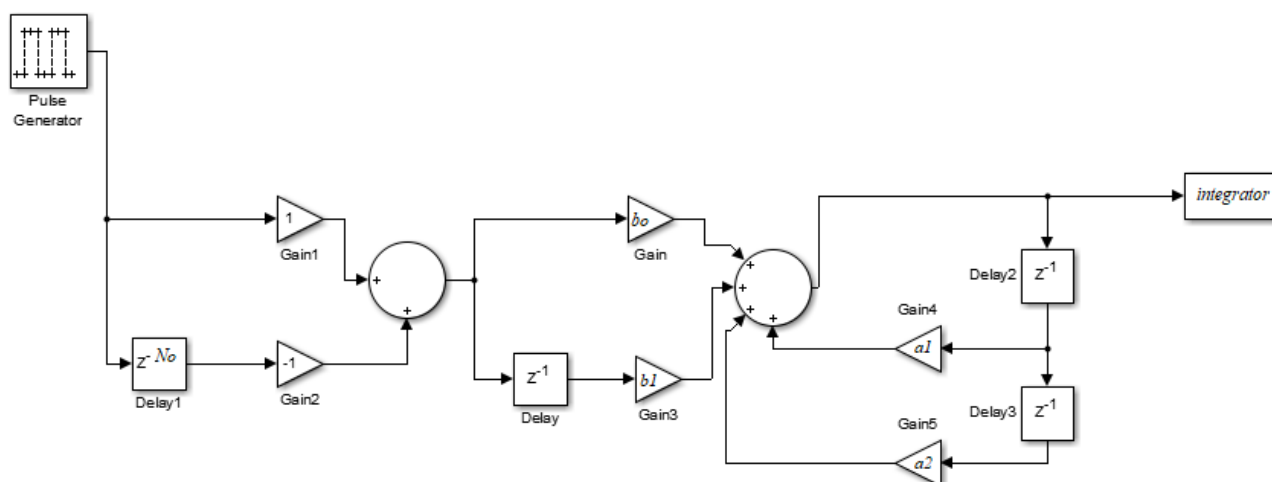 Pulse
Generator
1
Gain1
+
+
z-No
Delay1
-1
Gain2
bo
Gain
z-1
Delay
b1
Gain3
+
+
+
+
integrator
Delay2
z-1
Gain4
a1
Delay3
z-1
Gain5
a2